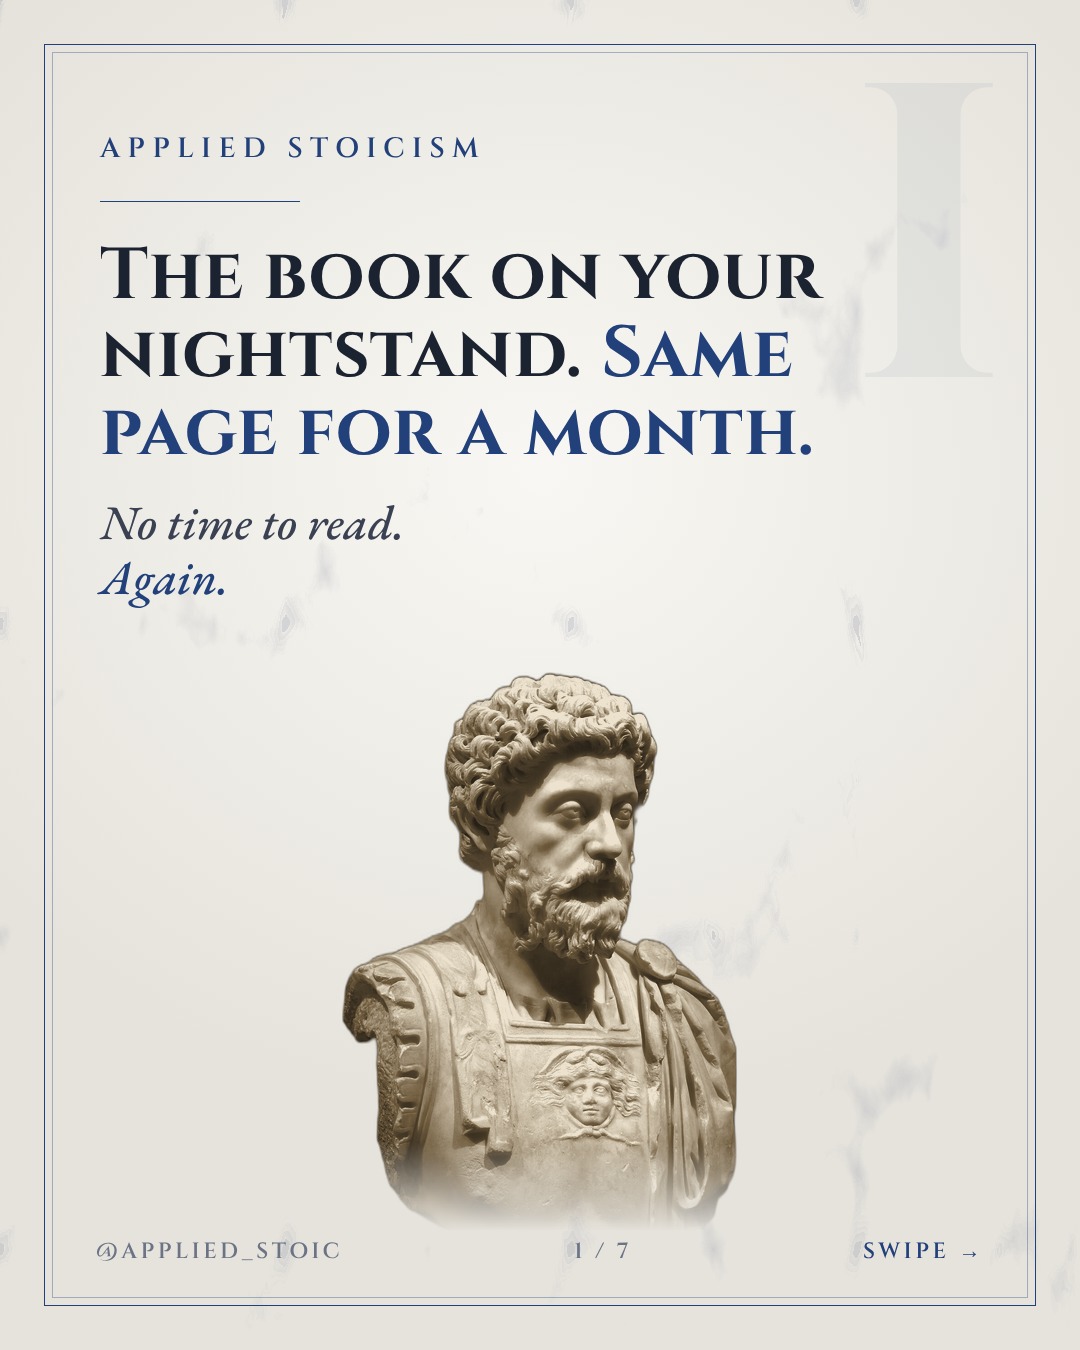 APPLIED STOICISM
I
THE BOOK ON YOUR
NIGHTSTAND. SAME
PAGE FOR A MONTH.
No time to read.
Again.
@APPLIED_STOIC
1 / 7
SWIPE →